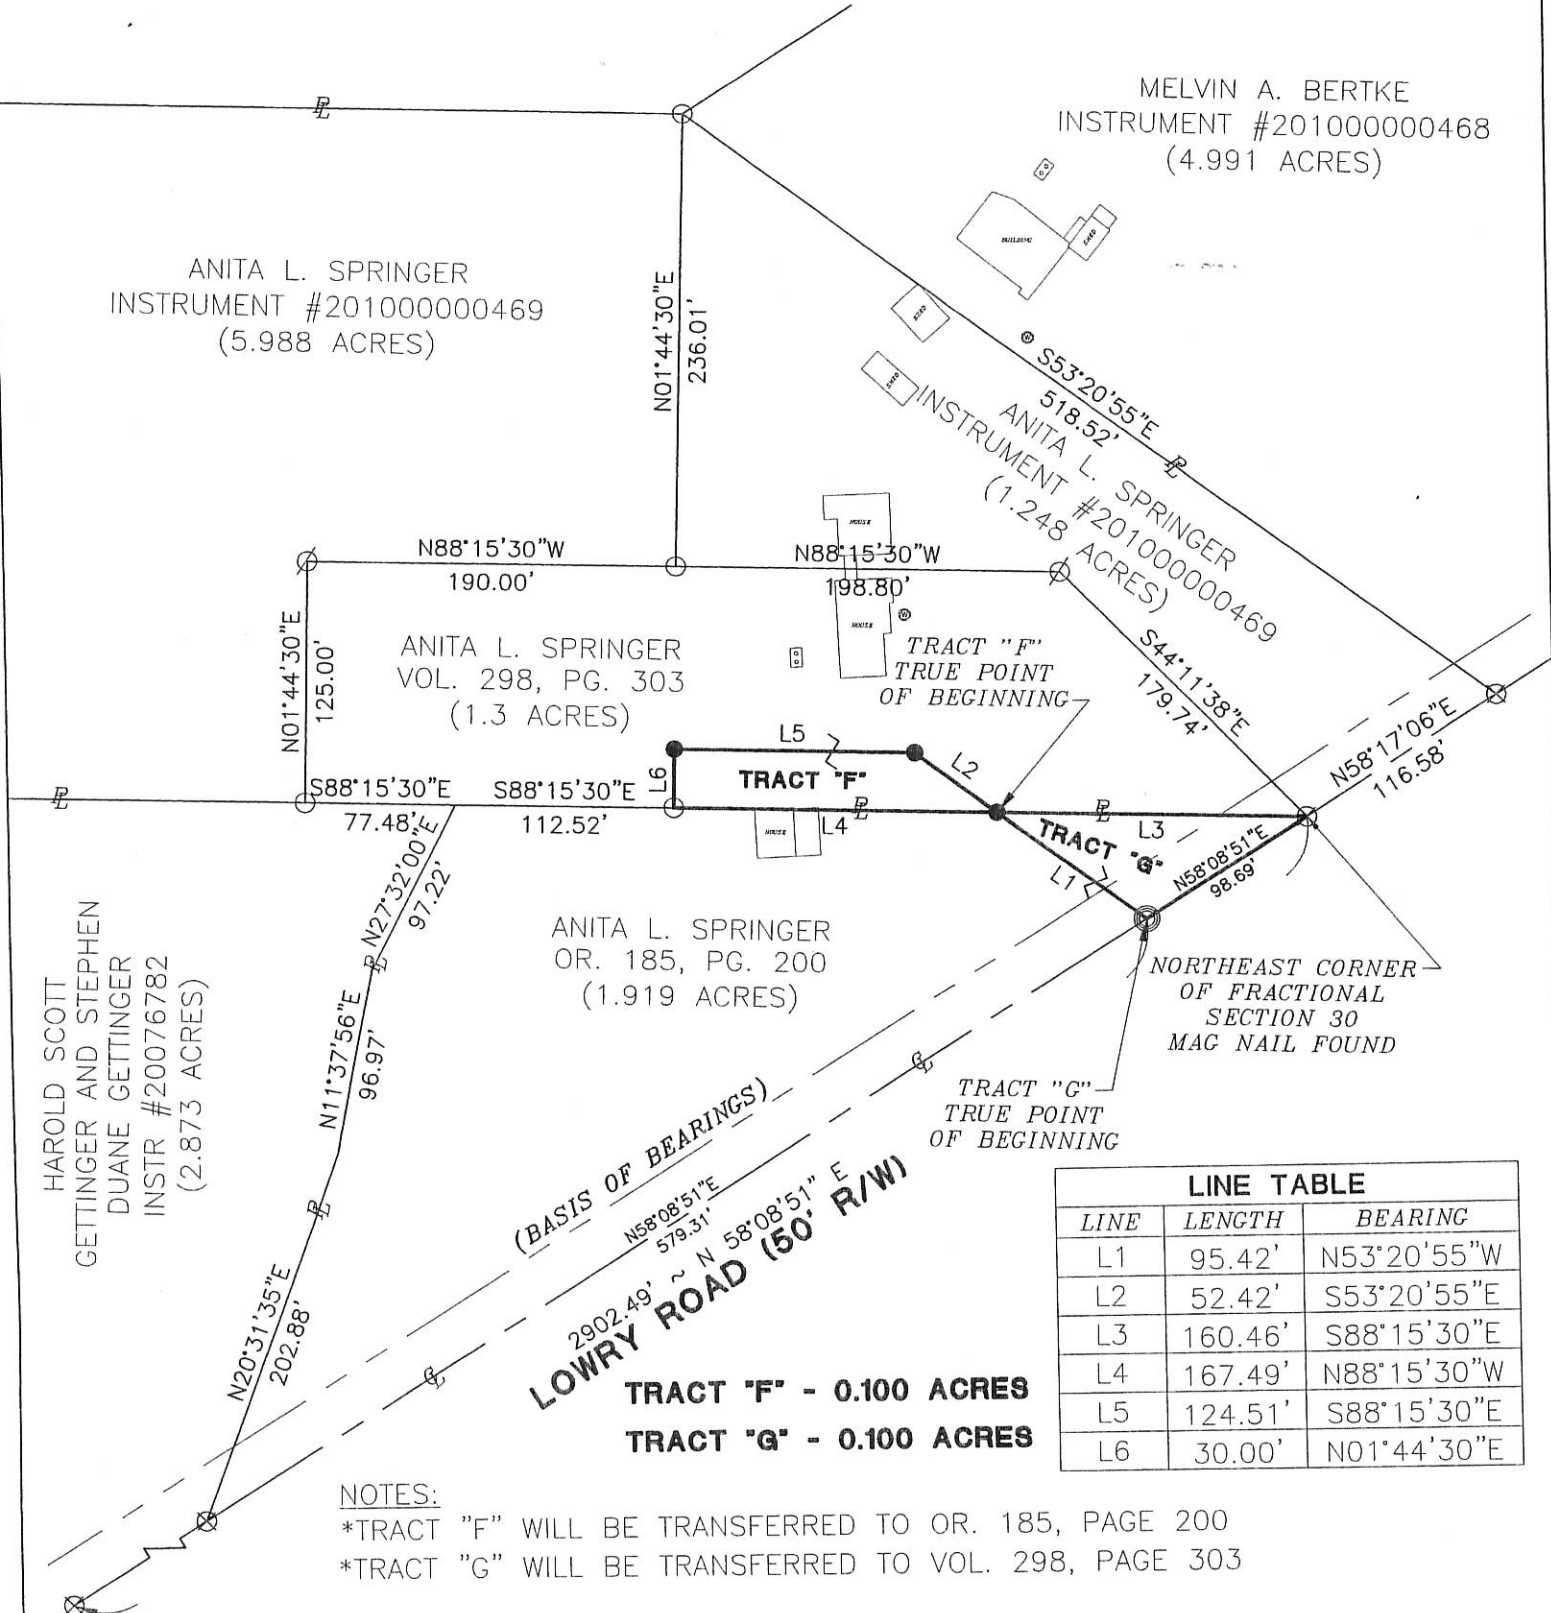 MELVIN A. BERTKE
INSTRUMENT #201000000468
(4.991 ACRES)
BUILDING
SHED
SHED
SHED
ANITA L. SPRINGER
INSTRUMENT #201000000469
(5.988 ACRES)
N01°44'30"E
236.01'
S53°20'55"E
518.52'
ANITA L. SPRINGER
INSTRUMENT #201000000469
(1.248 ACRES)
HOUSE
N88°15'30"W
190.00'
N88°15'30"W
198.80'
HOUSE
N01°44'30"E
125.00'
ANITA L. SPRINGER
VOL. 298, PG. 303
(1.3 ACRES)
TRACT "F"
TRUE POINT
OF BEGINNING
S44°11'38"E
179.74'
N58°17'06"E
116.58'
L5
L6
TRACT "F"
L2
S88°15'30"E
77.48'
S88°15'30"E
112.52'
HOUSE
L4
L3
TRACT "G"
L1
N58°08'51"E
98.69'
N27°32'00"E
97.22'
ANITA L. SPRINGER
OR. 185, PG. 200
(1.919 ACRES)
HAROLD SCOTT
GETTINGER AND STEPHEN
DUANE GETTINGER
INSTR #20076782
(2.873 ACRES)
N11°37'56"E
96.97'
NORTHEAST CORNER
OF FRACTIONAL
SECTION 30
MAG NAIL FOUND
TRACT "G"
TRUE POINT
OF BEGINNING
(BASIS OF BEARINGS)
N58°08'51"E
579.31'
2902.49' ~ N 58°08'51" E
LOWRY ROAD (50' R/W)
N20°31'35"E
202.88'
LINE TABLE
LINE LENGTH BEARING
L1 95.42' N53°20'55"W
L2 52.42' S53°20'55"E
L3 160.46' S88°15'30"E
L4 167.49' N88°15'30"W
L5 124.51' S88°15'30"E
L6 30.00' N01°44'30"E
TRACT "F" - 0.100 ACRES
TRACT "G" - 0.100 ACRES
NOTES:
*TRACT "F" WILL BE TRANSFERRED TO OR. 185, PAGE 200
*TRACT "G" WILL BE TRANSFERRED TO VOL. 298, PAGE 303